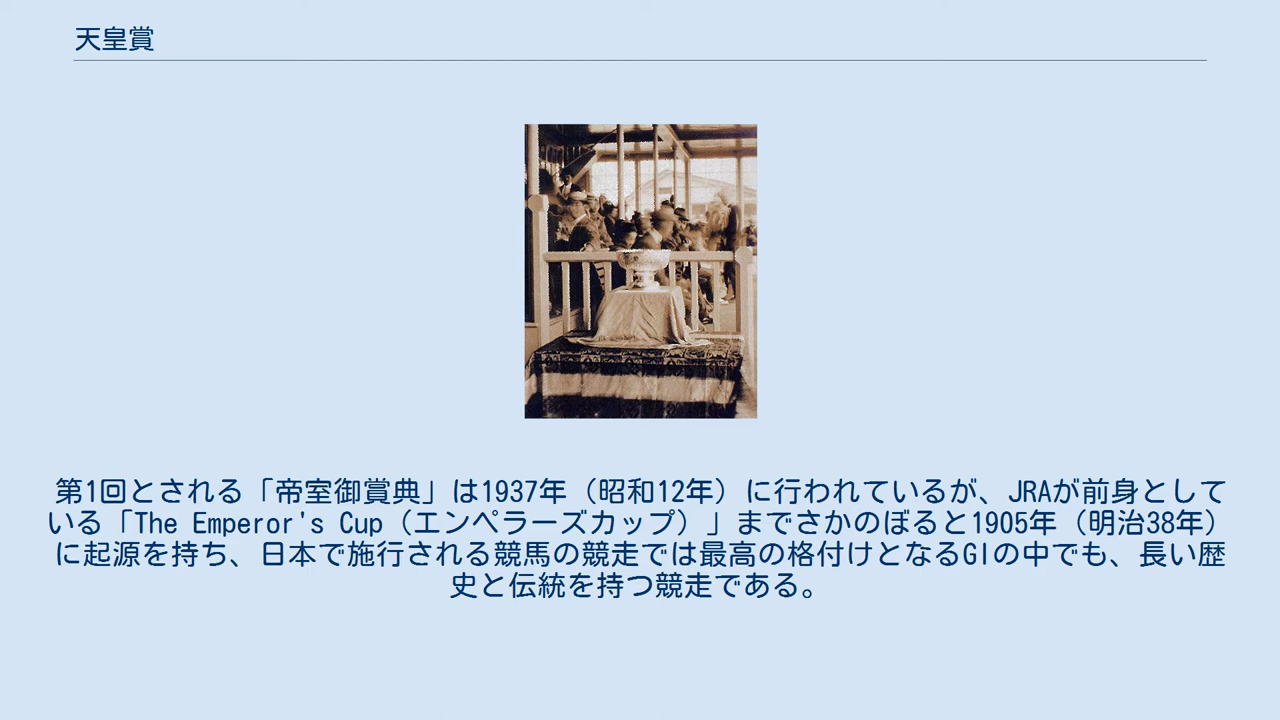 天皇賞
第1回とされる「帝室御賞典」は1937年（昭和12年）に行われているが、JRAが前身として
いる「The Emperor's Cup（エンペラーズカップ）」までさかのぼると1905年（明治38年）
に起源を持ち、日本で施行される競馬の競走では最高の格付けとなるGIの中でも、長い歴
史と伝統を持つ競走である。